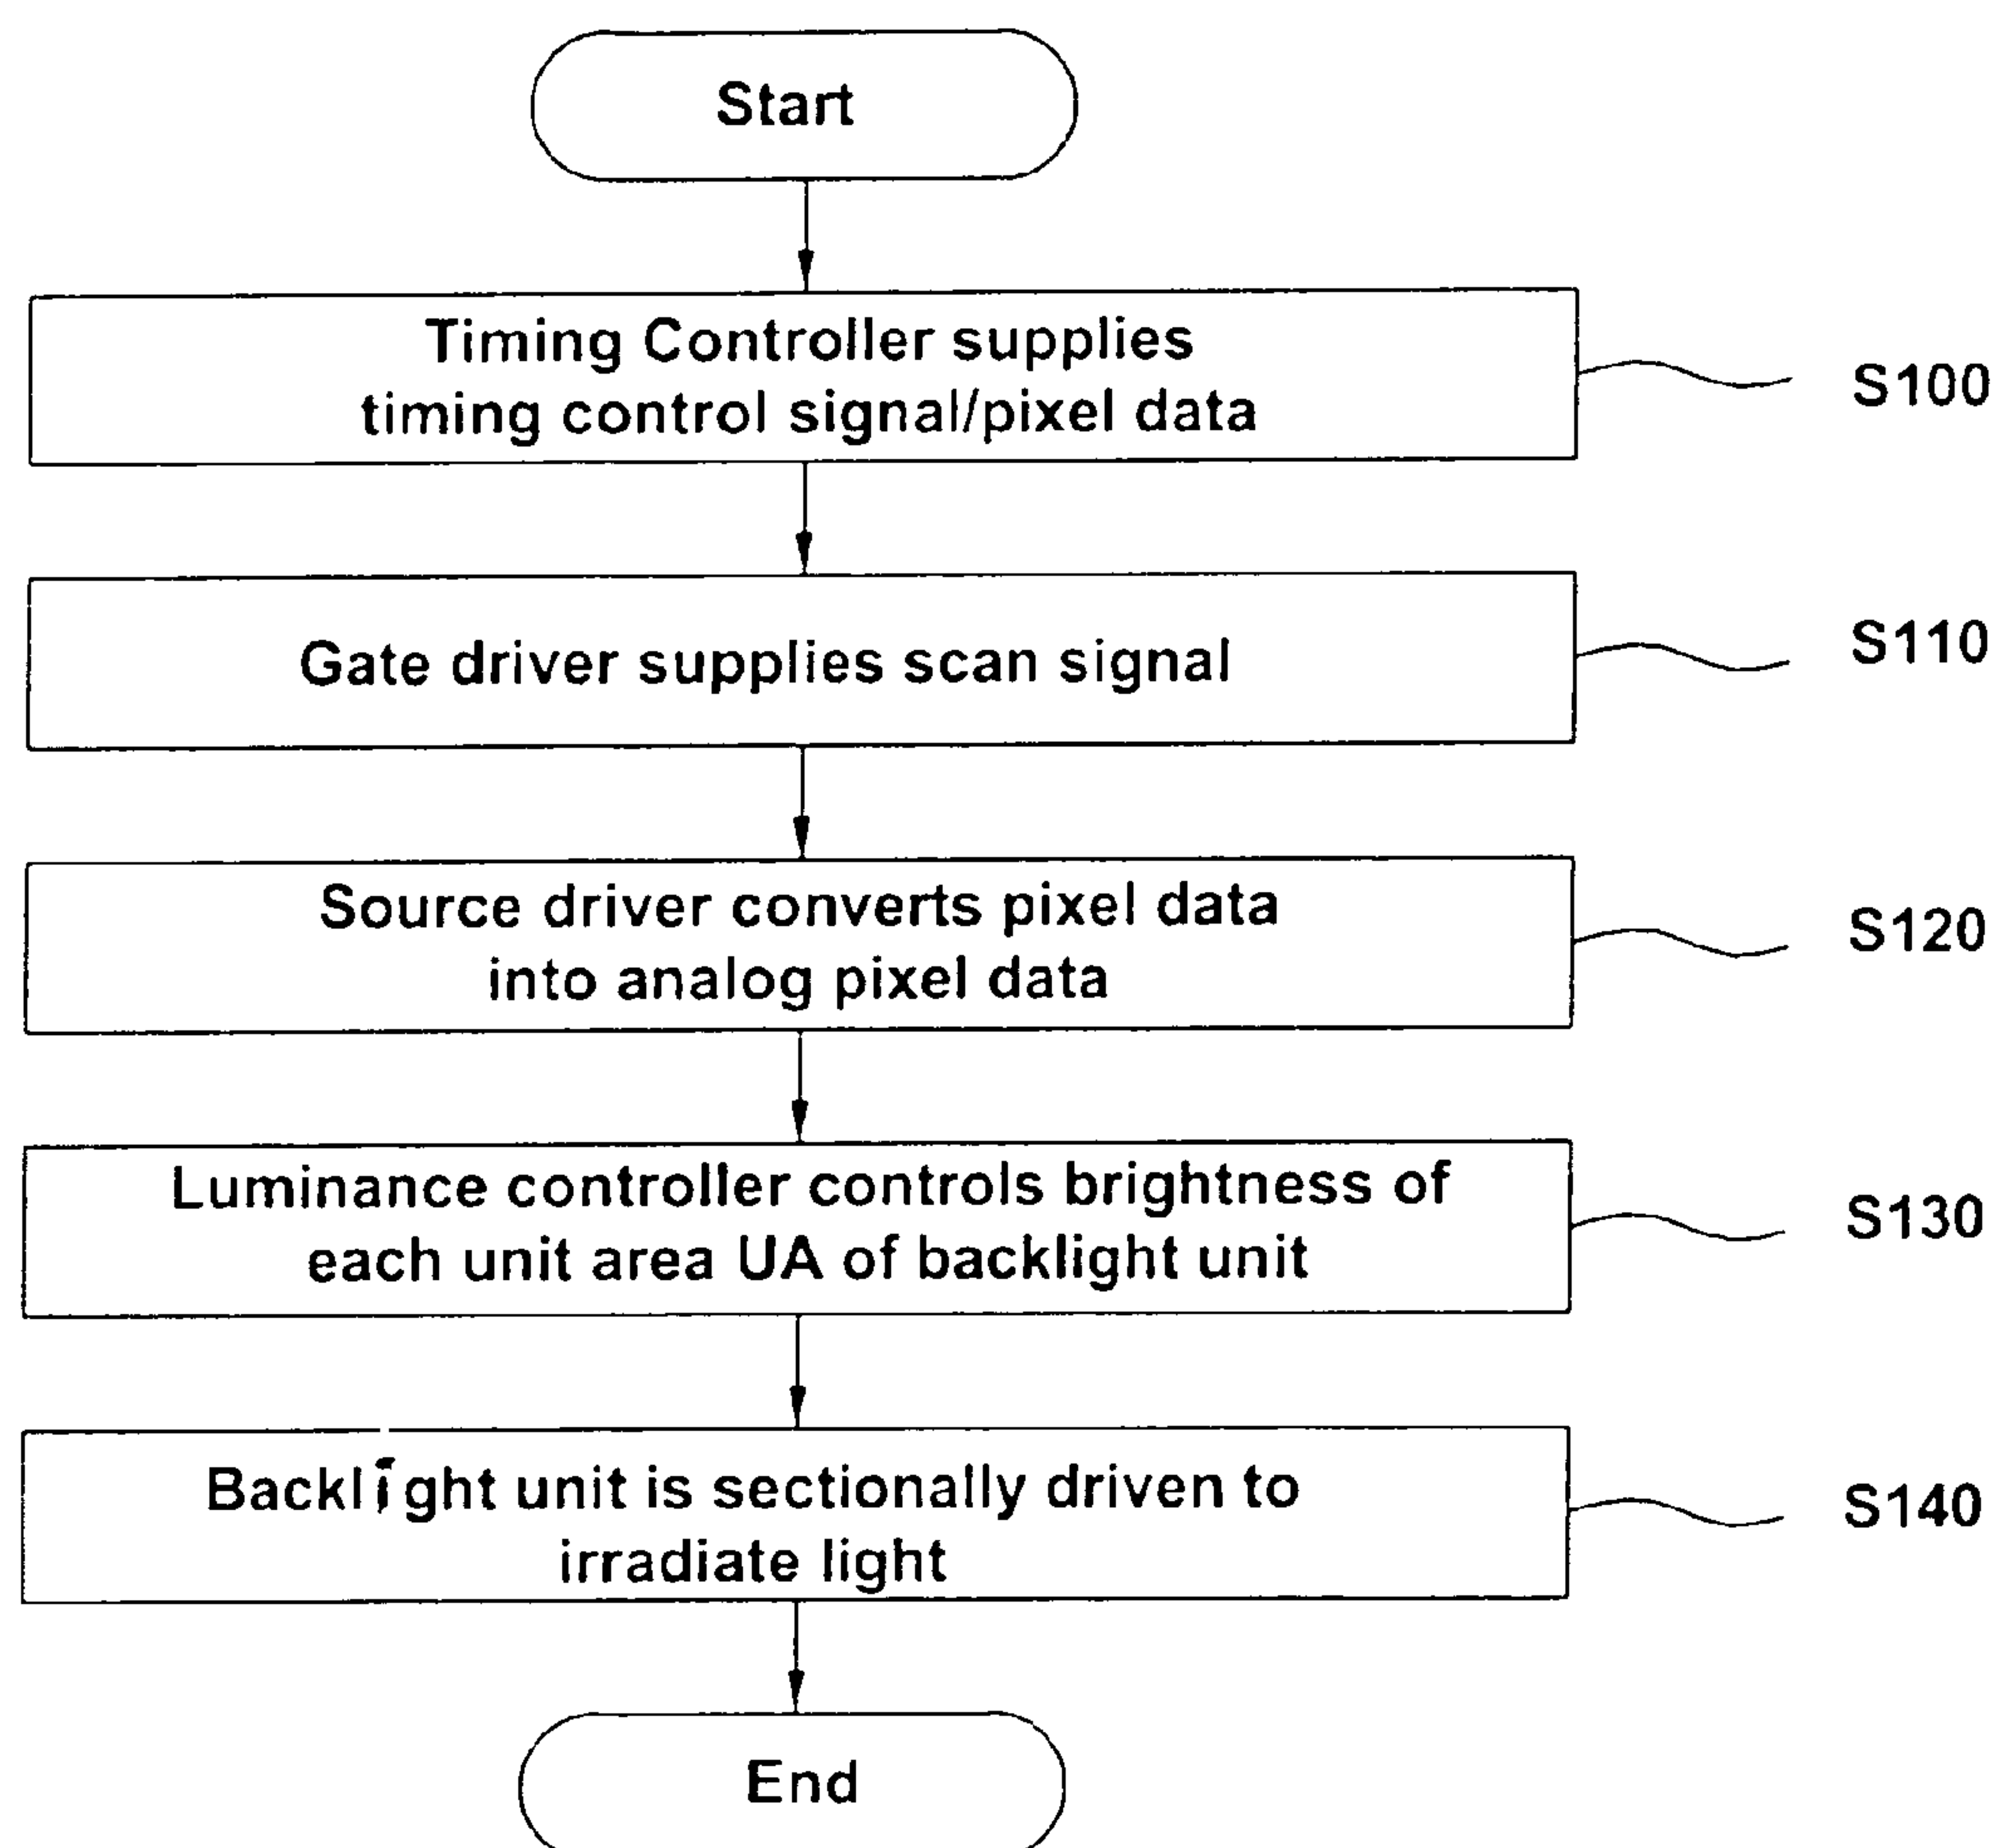 Start
Timing Controller supplies
timing control signal/pixel data
S100
Gate driver supplies scan signal
S110
Source driver converts pixel data
into analog pixel data
S120
Luminance controller controls brightness of
each unit area UA of backlight unit
S130
Backlight unit is sectionally driven to
irradiate light
S140
End